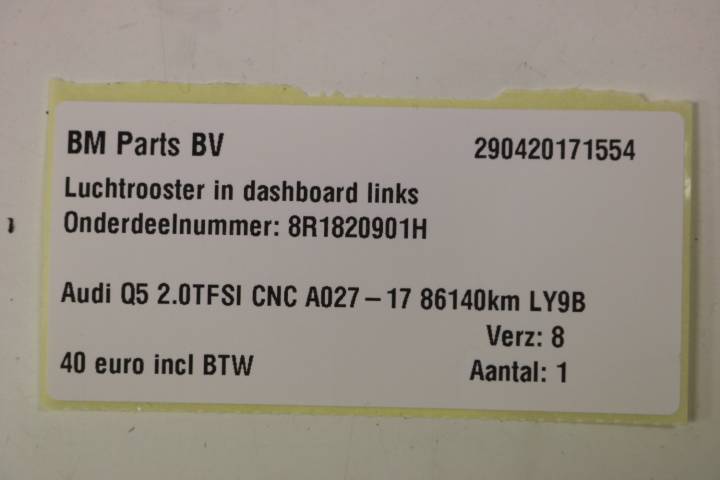 BM Parts BV 290420171554
Luchtrooster in dashboard links
Onderdeelnummer: 8R1820901H
Audi Q5 2.0TFSI CNC A027 – 17 86140km LY9B
Verz: 8
40 euro incl BTW Aantal: 1